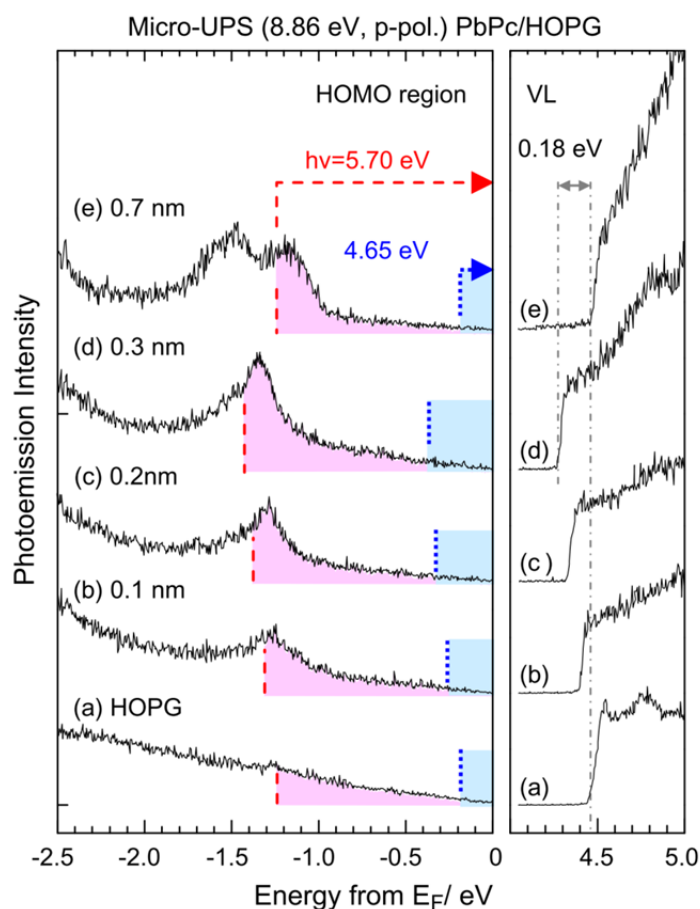 Micro-UPS (8.86 eV, p-pol.) PbPc/HOPG
HOMO region
VL
hν=5.70 eV
0.18 eV
(e) 0.7 nm
4.65 eV
(e)
(d) 0.3 nm
(d)
(c) 0.2nm
(c)
(b) 0.1 nm
(b)
(a) HOPG
(a)
Photoemission Intensity
-2.5 -2.0 -1.5 -1.0 -0.5 0 4.5 5.0
Energy from EF/ eV